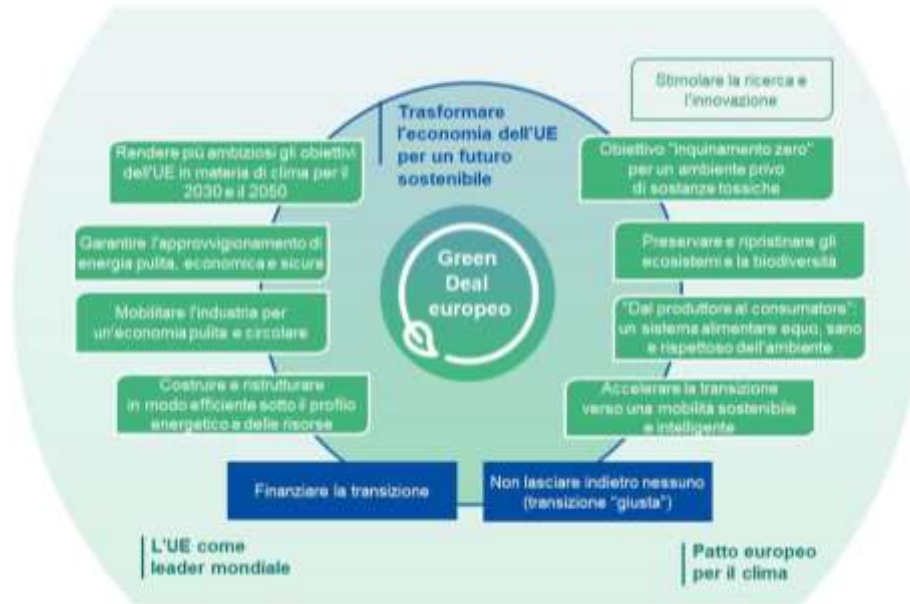 Stimolare la ricerca e
l'innovazione
Trasformare
l'economia dell'UE
per un futuro
sostenibile
Rendere più ambiziosi gli obiettivi
dell'UE in materia di clima per il
2030 e il 2050
Obiettivo "inquinamento zero"
per un ambiente privo
di sostanze tossiche
Garantire l'approvvigionamento di
energia pulita, economica e sicura
Preservare e ripristinare gli
ecosistemi e la biodiversità
Green
Deal
europeo
Mobilitare l'industria per
un'economia pulita e circolare
"Dal produttore al consumatore":
un sistema alimentare equo, sano
e rispettoso dell'ambiente
Costruire e ristrutturare
in modo efficiente sotto il profilo
energetico e delle risorse
Accelerare la transizione
verso una mobilità sostenibile
e intelligente
Finanziare la transizione
Non lasciare indietro nessuno
(transizione "giusta")
L'UE come
leader mondiale
Patto europeo
per il clima